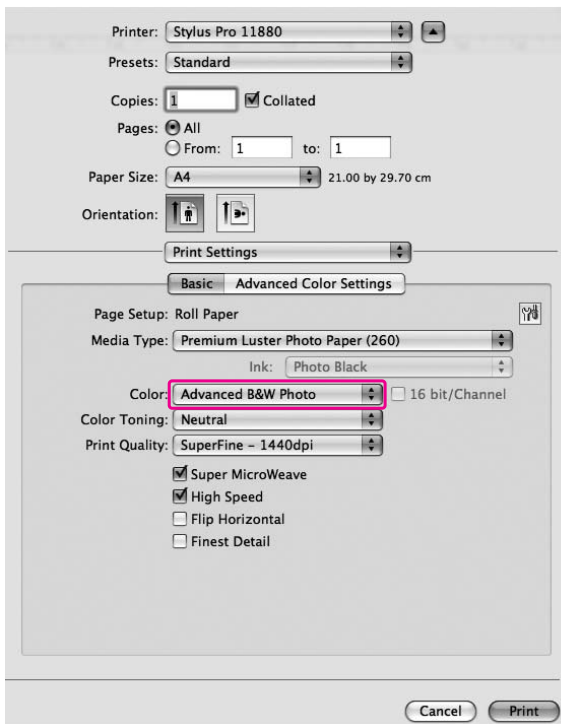 Printer: Stylus Pro 11880
Presets: Standard
Copies: 1 Collated
Pages: All
From: 1 to: 1
Paper Size: A4 21.00 by 29.70 cm
Orientation:
Print Settings
Basic Advanced Color Settings
Page Setup: Roll Paper
Media Type: Premium Luster Photo Paper (260)
Ink: Photo Black
Color: Advanced B&W Photo 16 bit/Channel
Color Toning: Neutral
Print Quality: SuperFine – 1440dpi
Super MicroWeave
High Speed
Flip Horizontal
Finest Detail
Cancel Print